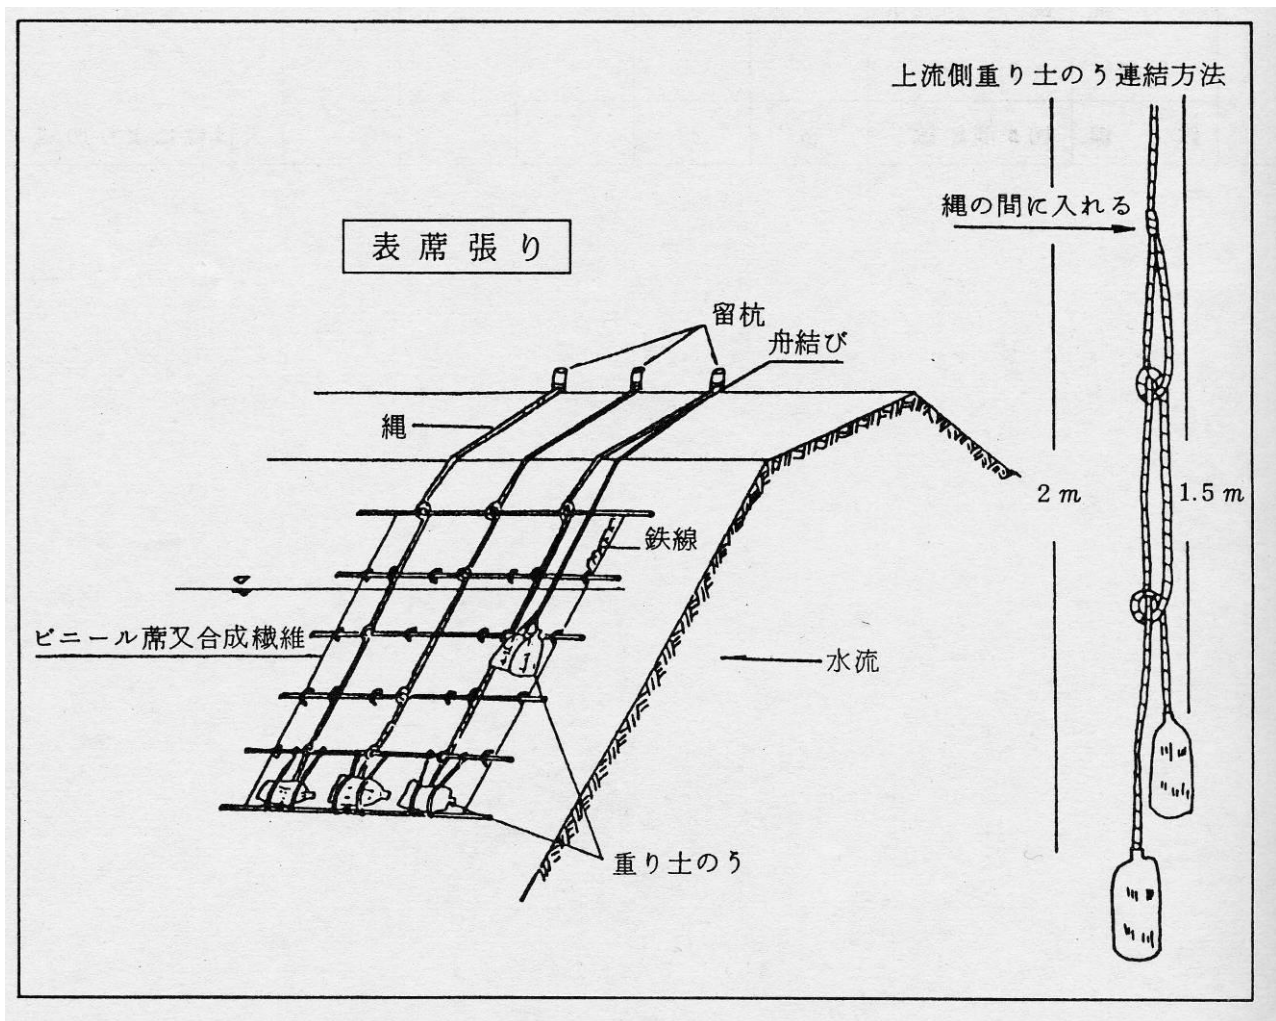 上流側重り土のう連結方法
縄の間に入れる
表蓆張り
留杭
舟結び
縄
2m
1.5m
鉄線
ビニール蓆又合成繊維
水流
重り土のう